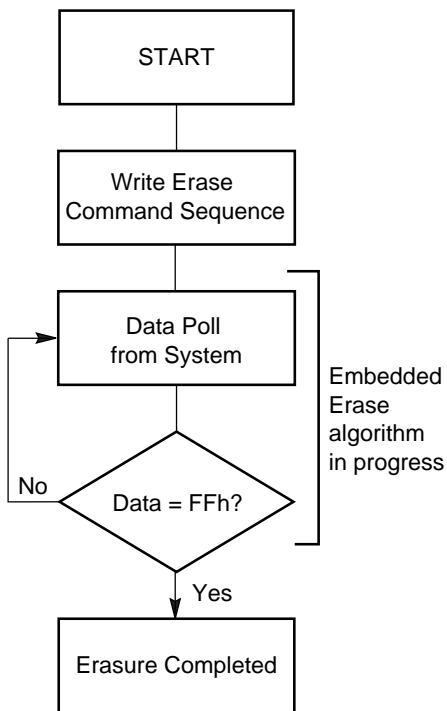 START
Write Erase
Command Sequence
Data Poll
from System
Embedded
Erase
algorithm
in progress
No
Data = FFh?
Yes
Erasure Completed